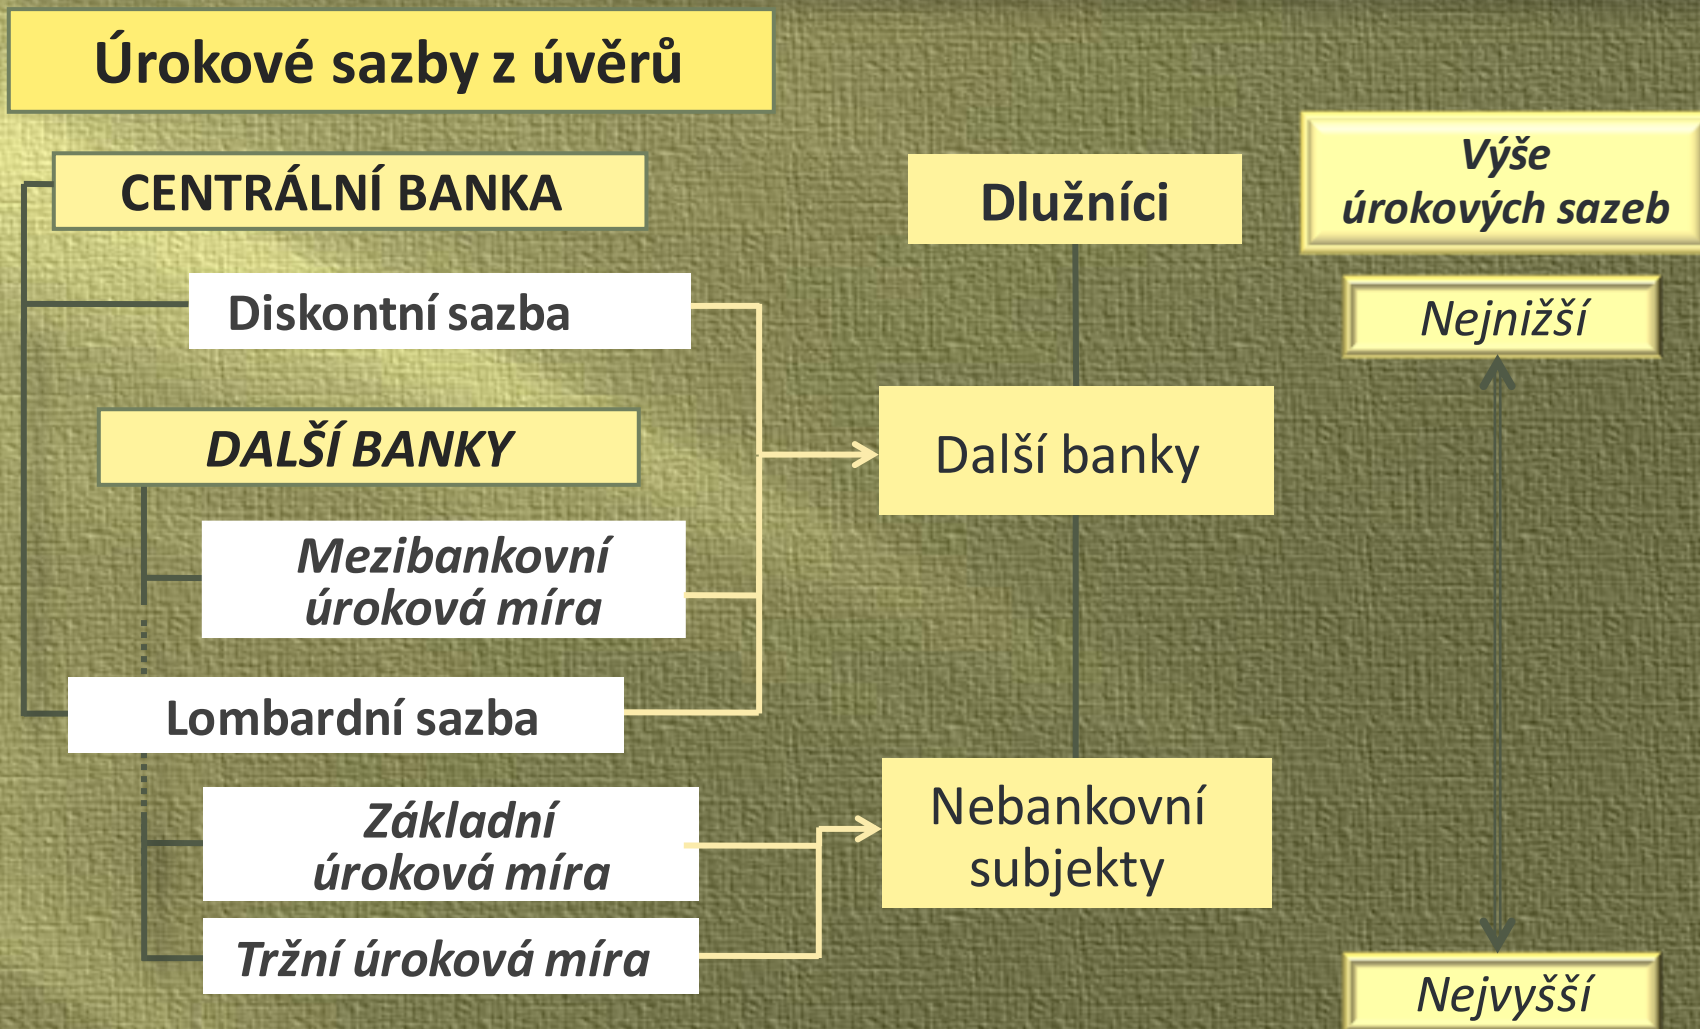 Úrokové sazby z úvěrů
CENTRÁLNÍ BANKA
Diskontní sazba
DALŠÍ BANKY
Mezibankovní
úroková míra
Lombardní sazba
Základní
úroková míra
Tržní úroková míra
Dlužníci
Další banky
Nebankovní
subjekty
Výše
úrokových sazeb
Nejnižší
Nejvyšší